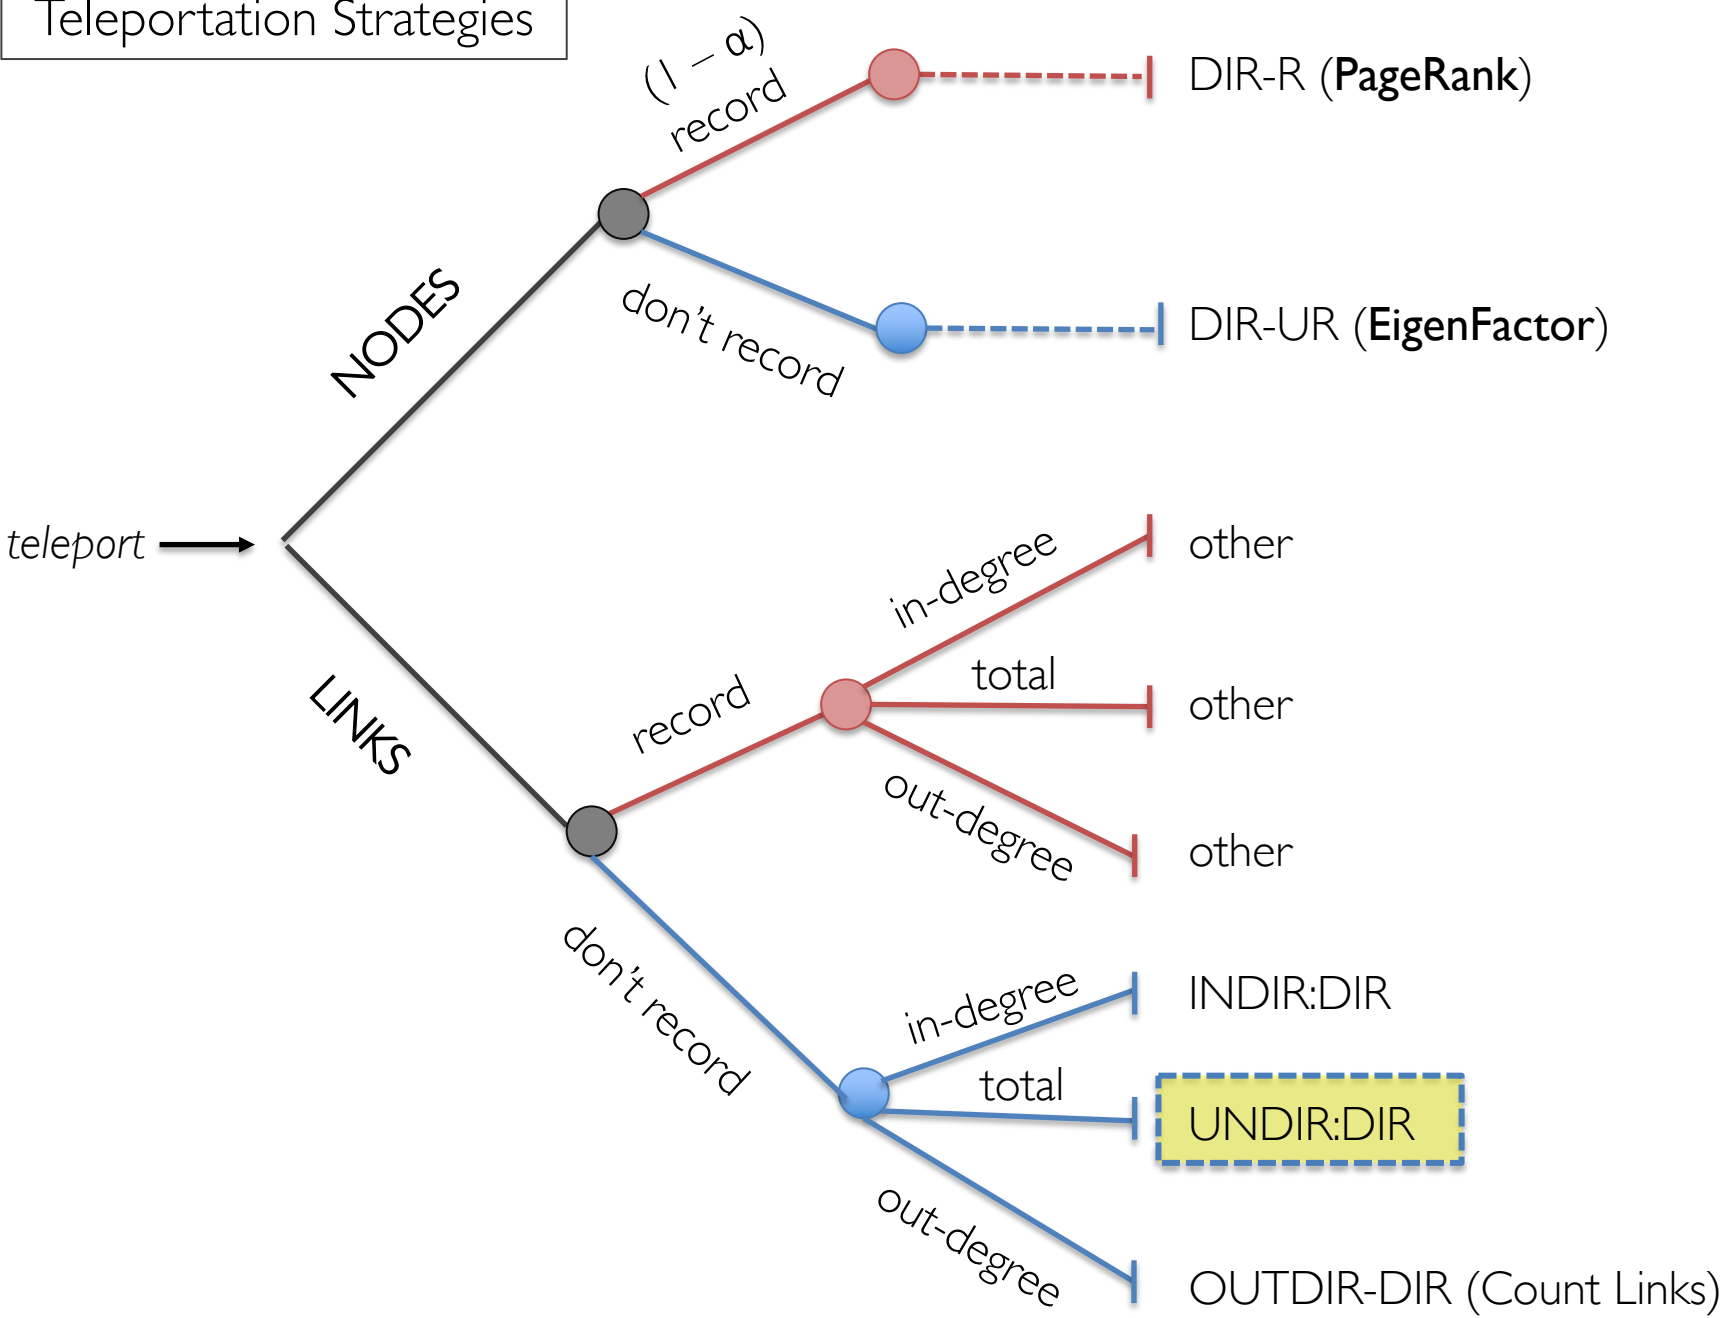 Teleportation Strategies
(1 – α)
record
DIR-R (PageRank)
NODES
don't record
DIR-UR (EigenFactor)
teleport
in-degree
other
LINKS
record
total
other
out-degree
other
don't record
in-degree
INDIR:DIR
total
UNDIR:DIR
out-degree
OUTDIR-DIR (Count Links)